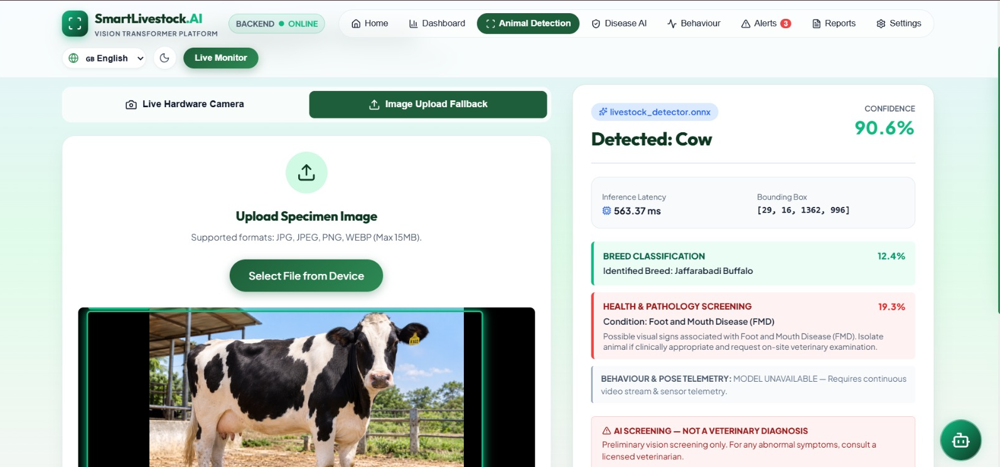 SmartLivestock.AI
VISION TRANSFORMER PLATFORM
BACKEND ONLINE
Home
Dashboard
Animal Detection
Disease AI
Behaviour
Alerts 3
Reports
Settings
GB English
Live Monitor
Live Hardware Camera
Image Upload Fallback
Upload Specimen Image
Supported formats: JPG, JPEG, PNG, WEBP (Max 15MB).
Select File from Device
livestock_detector.onnx
Detected: Cow
CONFIDENCE
90.6%
Inference Latency
563.37 ms
Bounding Box
[29, 16, 1362, 996]
BREED CLASSIFICATION 12.4%
Identified Breed: Jaffarabadi Buffalo
HEALTH & PATHOLOGY SCREENING 19.3%
Condition: Foot and Mouth Disease (FMD)
Possible visual signs associated with Foot and Mouth Disease (FMD). Isolate
animal if clinically appropriate and request on-site veterinary examination.
BEHAVIOUR & POSE TELEMETRY: MODEL UNAVAILABLE — Requires continuous
video stream & sensor telemetry.
AI SCREENING — NOT A VETERINARY DIAGNOSIS
Preliminary vision screening only. For any abnormal symptoms, consult a
licensed veterinarian.